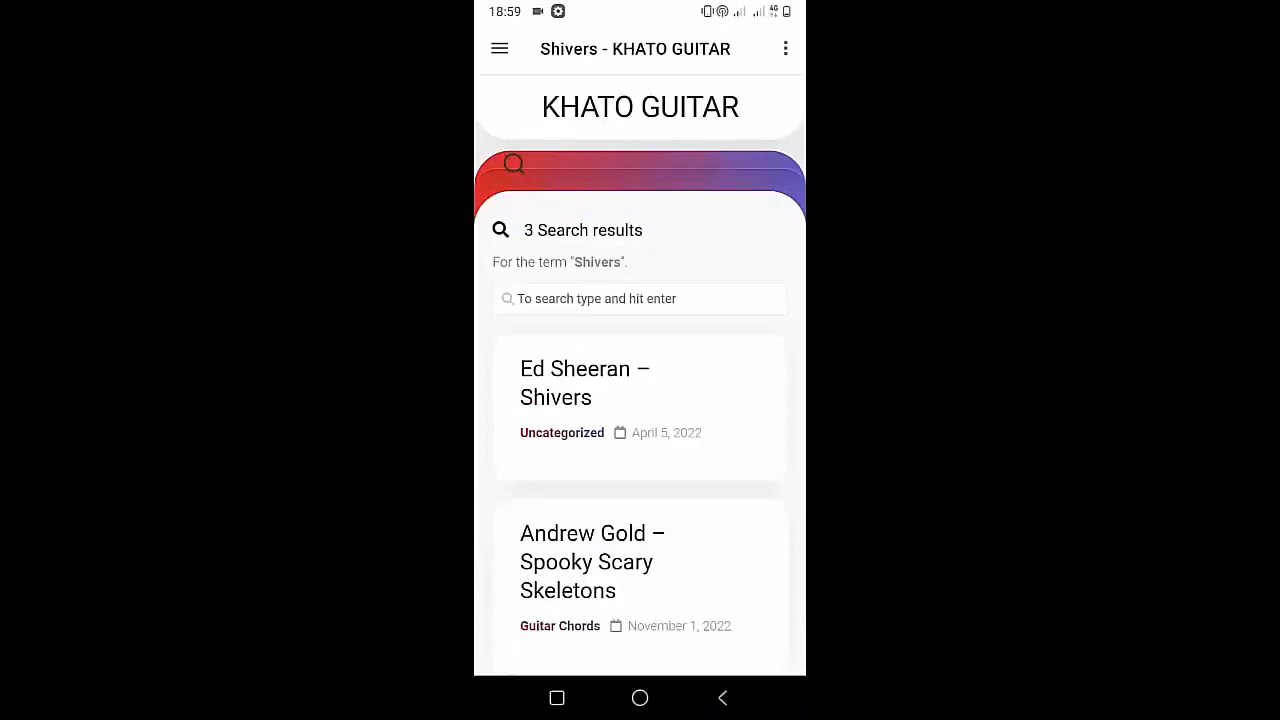 18:59
4G
Shivers - KHATO GUITAR
KHATO GUITAR
3 Search results
For the term "Shivers".
To search type and hit enter
Ed Sheeran –
Shivers
Uncategorized April 5, 2022
Andrew Gold –
Spooky Scary
Skeletons
Guitar Chords November 1, 2022